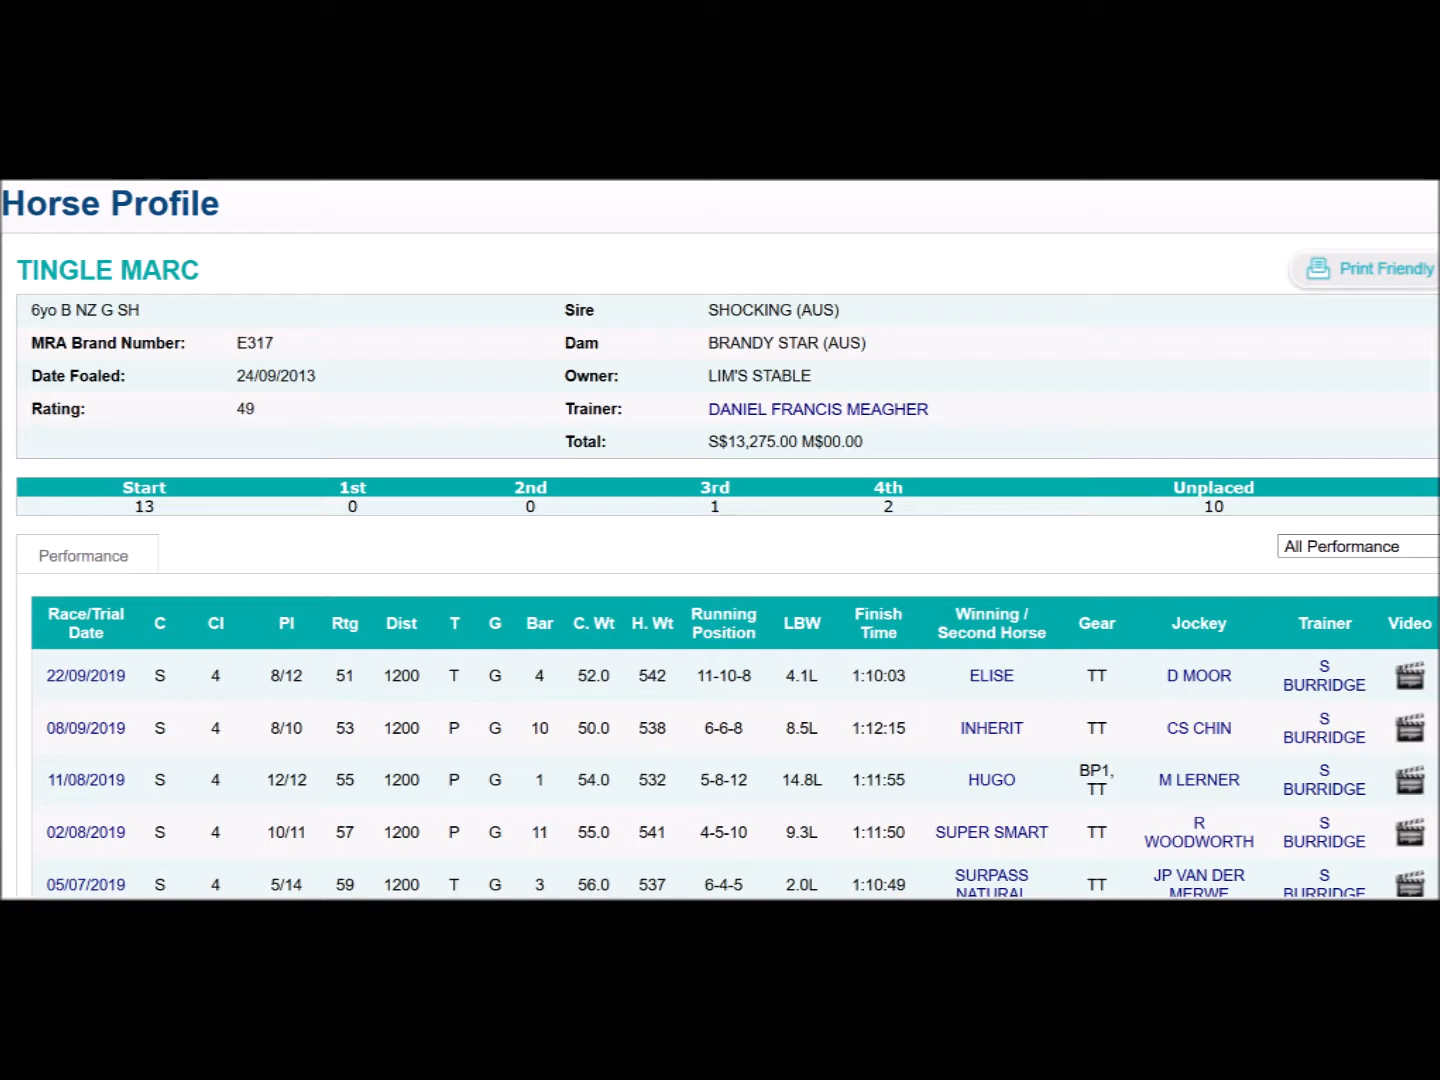 Horse Profile
TINGLE MARC
Print Friendly
6yo B NZ G SH Sire SHOCKING (AUS)
MRA Brand Number: E317 Dam BRANDY STAR (AUS)
Date Foaled: 24/09/2013 Owner: LIM'S STABLE
Rating: 49 Trainer: DANIEL FRANCIS MEAGHER
Total: S$13,275.00 M$00.00
Start 1st 2nd 3rd 4th Unplaced
13 0 0 1 2 10
Performance
All Performance
Race/Trial Date C Cl Pl Rtg Dist T G Bar C. Wt H. Wt Running Position LBW Finish Time Winning / Second Horse Gear Jockey Trainer Video
22/09/2019 S 4 8/12 51 1200 T G 4 52.0 542 11-10-8 4.1L 1:10:03 ELISE TT D MOOR S BURRIDGE
08/09/2019 S 4 8/10 53 1200 P G 10 50.0 538 6-6-8 8.5L 1:12:15 INHERIT TT CS CHIN S BURRIDGE
11/08/2019 S 4 12/12 55 1200 P G 1 54.0 532 5-8-12 14.8L 1:11:55 HUGO BP1, TT M LERNER S BURRIDGE
02/08/2019 S 4 10/11 57 1200 P G 11 55.0 541 4-5-10 9.3L 1:11:50 SUPER SMART TT R WOODWORTH S BURRIDGE
05/07/2019 S 4 5/14 59 1200 T G 3 56.0 537 6-4-5 2.0L 1:10:49 SURPASS NATURAL TT JP VAN DER MERWE S BURRIDGE